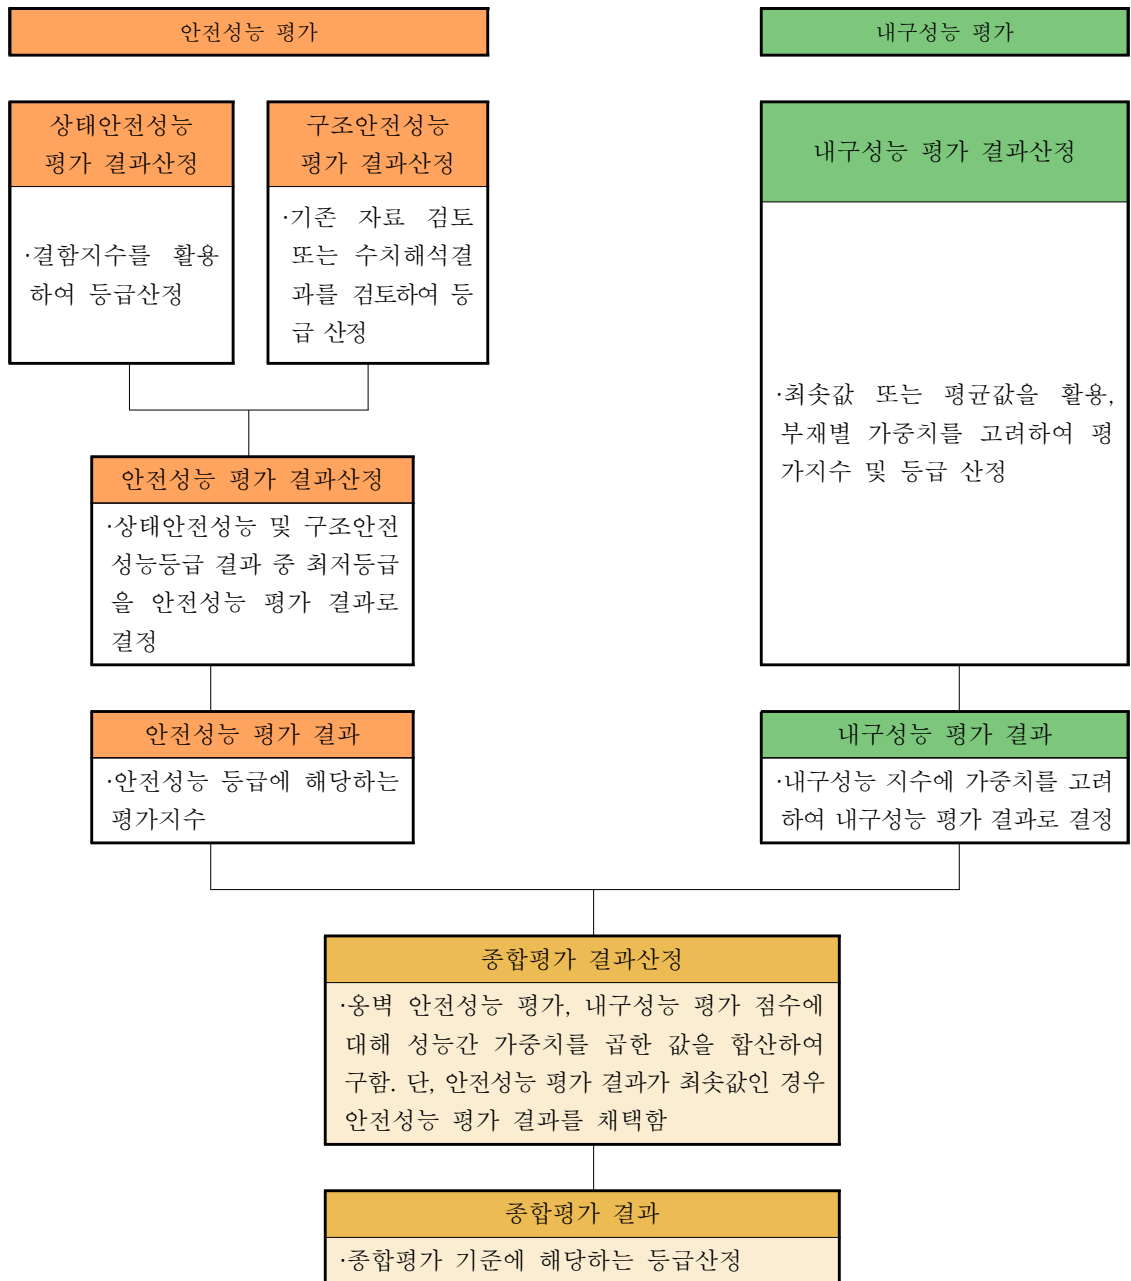 안전성능 평가
내구성능 평가
상태안전성능
평가 결과산정
·결함지수를 활용
하여 등급산정
구조안전성능
평가 결과산정
·기존 자료 검토
또는 수치해석결
과를 검토하여 등
급 산정
내구성능 평가 결과산정
·최솟값 또는 평균값을 활용,
부재별 가중치를 고려하여 평
가지수 및 등급 산정
안전성능 평가 결과산정
·상태안전성능 및 구조안전
성능등급 결과 중 최저등급
을 안전성능 평가 결과로
결정
안전성능 평가 결과
·안전성능 등급에 해당하는
평가지수
내구성능 평가 결과
·내구성능 지수에 가중치를 고려
하여 내구성능 평가 결과로 결정
종합평가 결과산정
·옹벽 안전성능 평가, 내구성능 평가 점수에
대해 성능간 가중치를 곱한 값을 합산하여
구함. 단, 안전성능 평가 결과가 최솟값인 경우
안전성능 평가 결과를 채택함
종합평가 결과
·종합평가 기준에 해당하는 등급산정